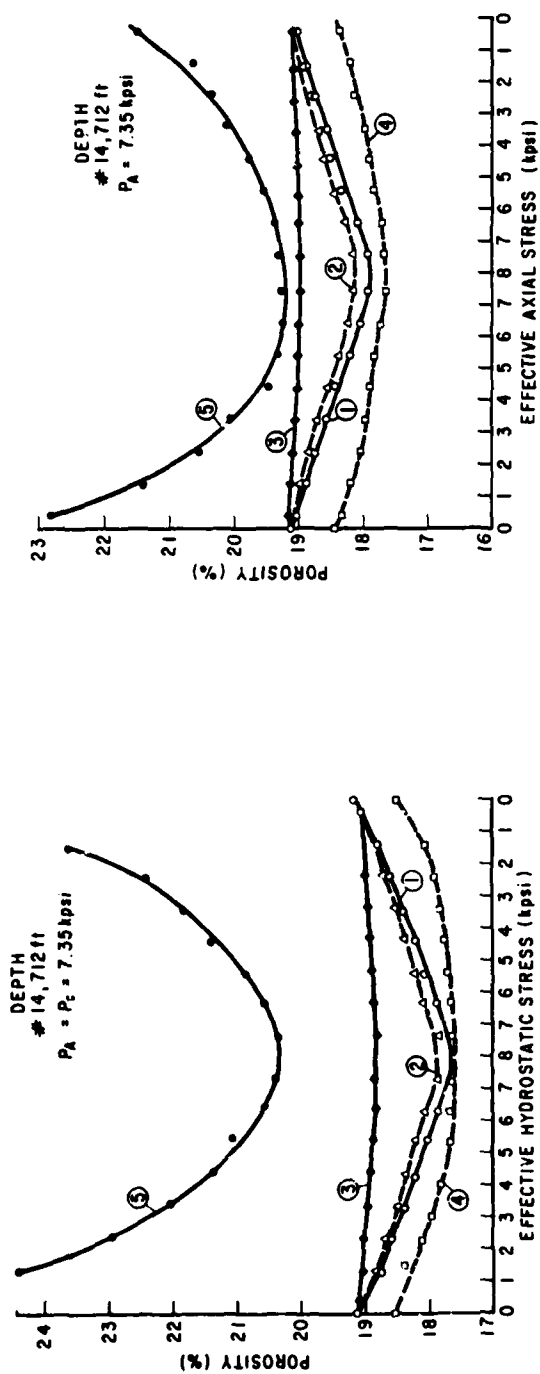 DEPTH
# 14,712 ft
PA = PC = 7.35 kpsi
POROSITY (%)
24
23
22
21
20
19
18
17
5
3
2
1
4
0 1 2 3 4 5 6 7 8 7 6 5 4 3 2 1 0
EFFECTIVE HYDROSTATIC STRESS (kpsi)
DEPTH
# 14,712 ft
PA = 7.35 kpsi
POROSITY (%)
23
22
21
20
19
18
17
16
5
3
2
1
4
0 1 2 3 4 5 6 7 8 7 6 5 4 3 2 1 0
EFFECTIVE AXIAL STRESS (kpsi)